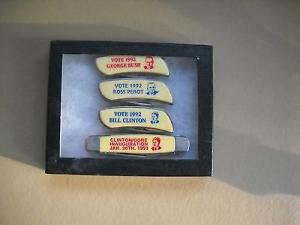 VOTE 1992
GEORGE BUSH
VOTE 1992
ROSS PEROT
VOTE 1992
BILL CLINTON
CLINTON/GORE
INAUGURATION
JAN. 20TH, 1993